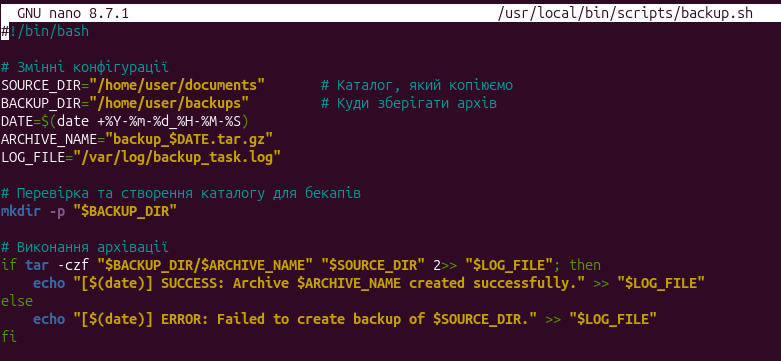 GNU nano 8.7.1 /usr/local/bin/scripts/backup.sh
#!/bin/bash
# Змінні конфігурації
SOURCE_DIR="/home/user/documents" # Каталог, який копіюємо
BACKUP_DIR="/home/user/backups" # Куди зберігати архів
DATE=$(date +%Y-%m-%d_%H-%M-%S)
ARCHIVE_NAME="backup_$DATE.tar.gz"
LOG_FILE="/var/log/backup_task.log"
# Перевірка та створення каталогу для бекапів
mkdir -p "$BACKUP_DIR"
# Виконання архівації
if tar -czf "$BACKUP_DIR/$ARCHIVE_NAME" "$SOURCE_DIR" 2>> "$LOG_FILE"; then
    echo "[$(date)] SUCCESS: Archive $ARCHIVE_NAME created successfully." >> "$LOG_FILE"
else
    echo "[$(date)] ERROR: Failed to create backup of $SOURCE_DIR." >> "$LOG_FILE"
fi